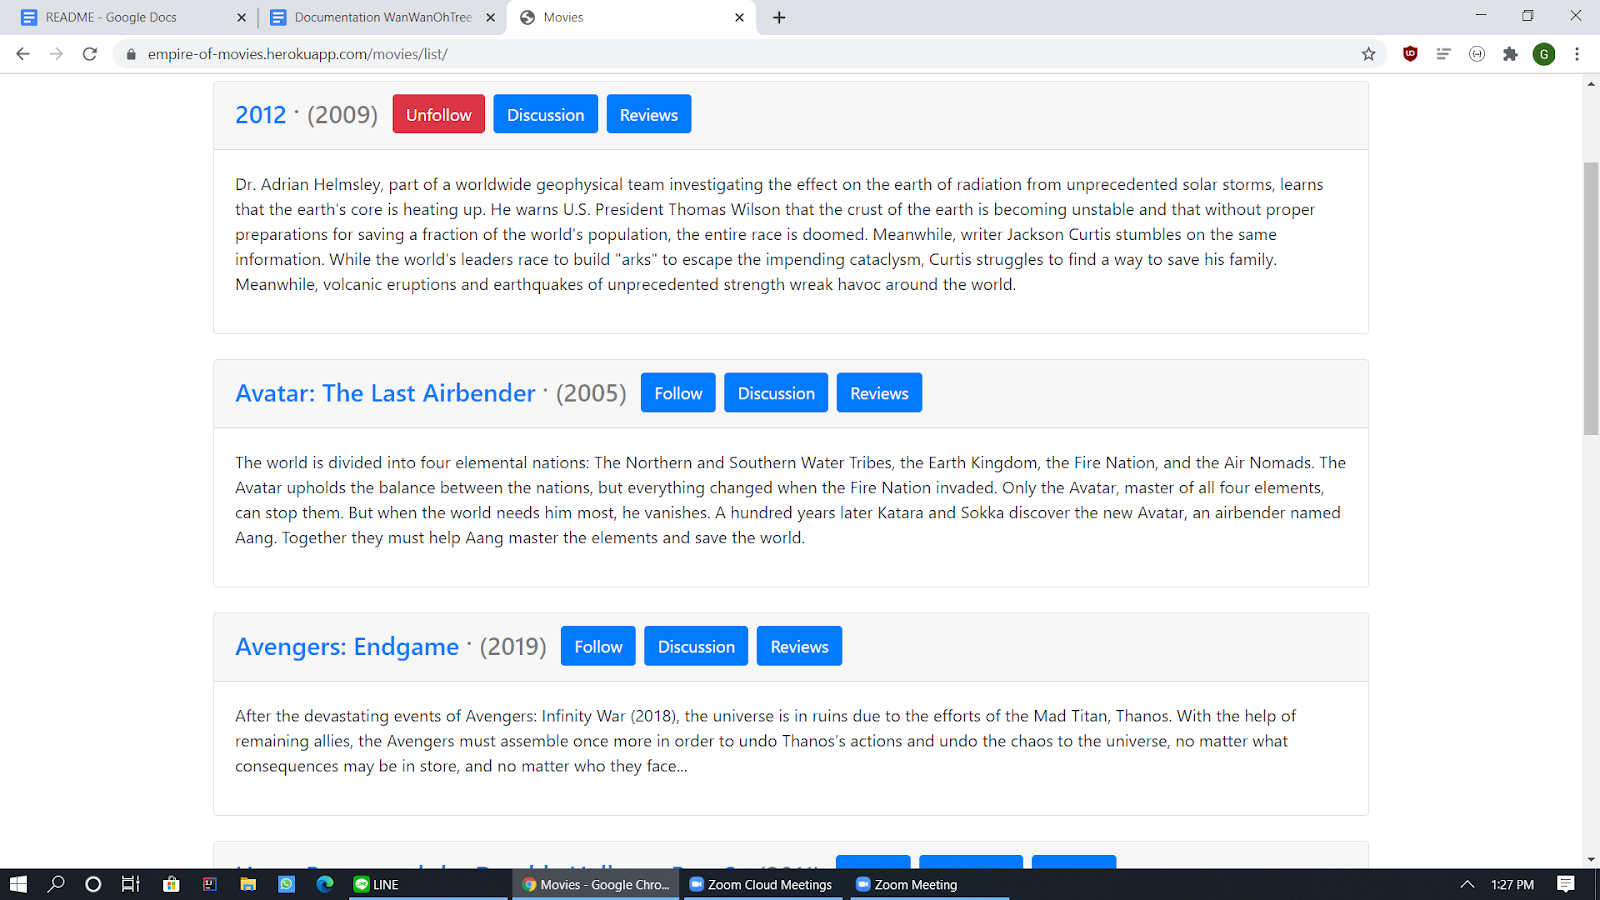 README - Google Docs
Documentation WanWanOhTree
Movies
empire-of-movies.herokuapp.com/movies/list/
G
2012 · (2009) Unfollow Discussion Reviews
Dr. Adrian Helmsley, part of a worldwide geophysical team investigating the effect on the earth of radiation from unprecedented solar storms, learns
that the earth's core is heating up. He warns U.S. President Thomas Wilson that the crust of the earth is becoming unstable and that without proper
preparations for saving a fraction of the world's population, the entire race is doomed. Meanwhile, writer Jackson Curtis stumbles on the same
information. While the world's leaders race to build "arks" to escape the impending cataclysm, Curtis struggles to find a way to save his family.
Meanwhile, volcanic eruptions and earthquakes of unprecedented strength wreak havoc around the world.
Avatar: The Last Airbender · (2005) Follow Discussion Reviews
The world is divided into four elemental nations: The Northern and Southern Water Tribes, the Earth Kingdom, the Fire Nation, and the Air Nomads. The
Avatar upholds the balance between the nations, but everything changed when the Fire Nation invaded. Only the Avatar, master of all four elements,
can stop them. But when the world needs him most, he vanishes. A hundred years later Katara and Sokka discover the new Avatar, an airbender named
Aang. Together they must help Aang master the elements and save the world.
Avengers: Endgame · (2019) Follow Discussion Reviews
After the devastating events of Avengers: Infinity War (2018), the universe is in ruins due to the efforts of the Mad Titan, Thanos. With the help of
remaining allies, the Avengers must assemble once more in order to undo Thanos's actions and undo the chaos to the universe, no matter what
consequences may be in store, and no matter who they face...
LINE
Movies - Google Chro...
Zoom Cloud Meetings
Zoom Meeting
1:27 PM